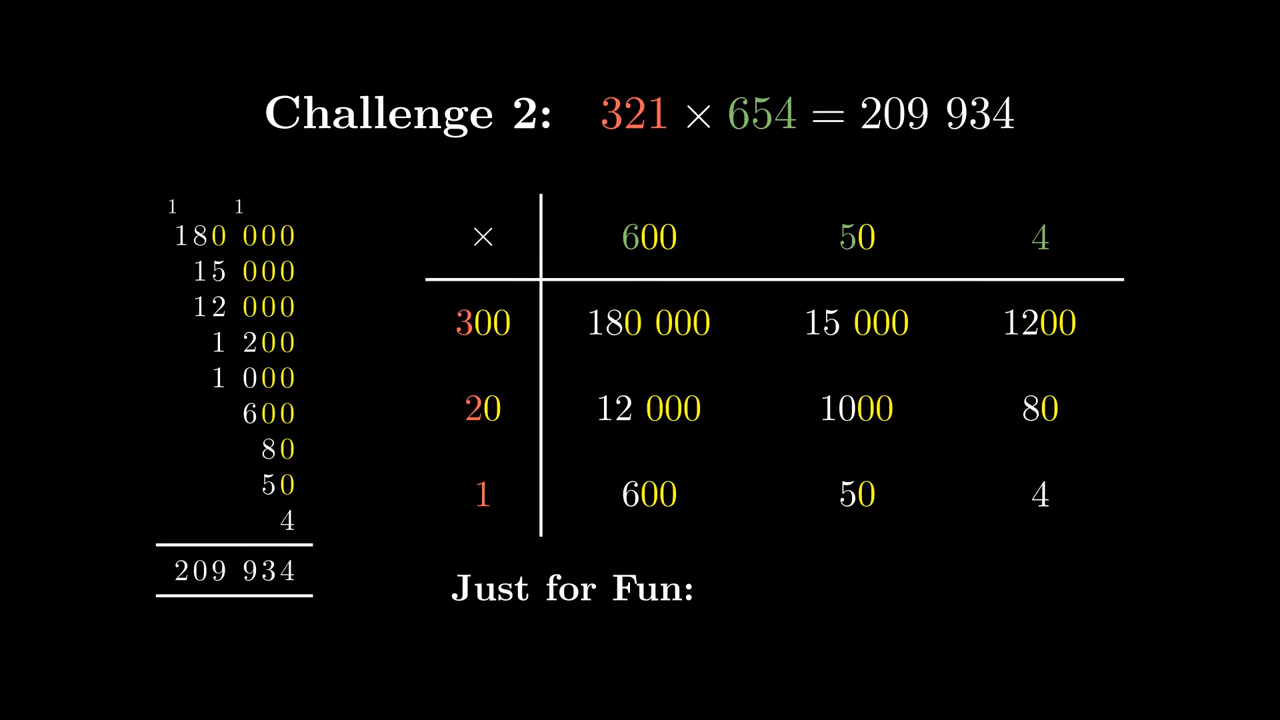 Challenge 2: 321 × 654 = 209 934
1 1
180 000
15 000
12 000
1 200
1 000
600
80
50
4
209 934
× 600 50 4
300 180 000 15 000 1200
20 12 000 1000 80
1 600 50 4
Just for Fun: